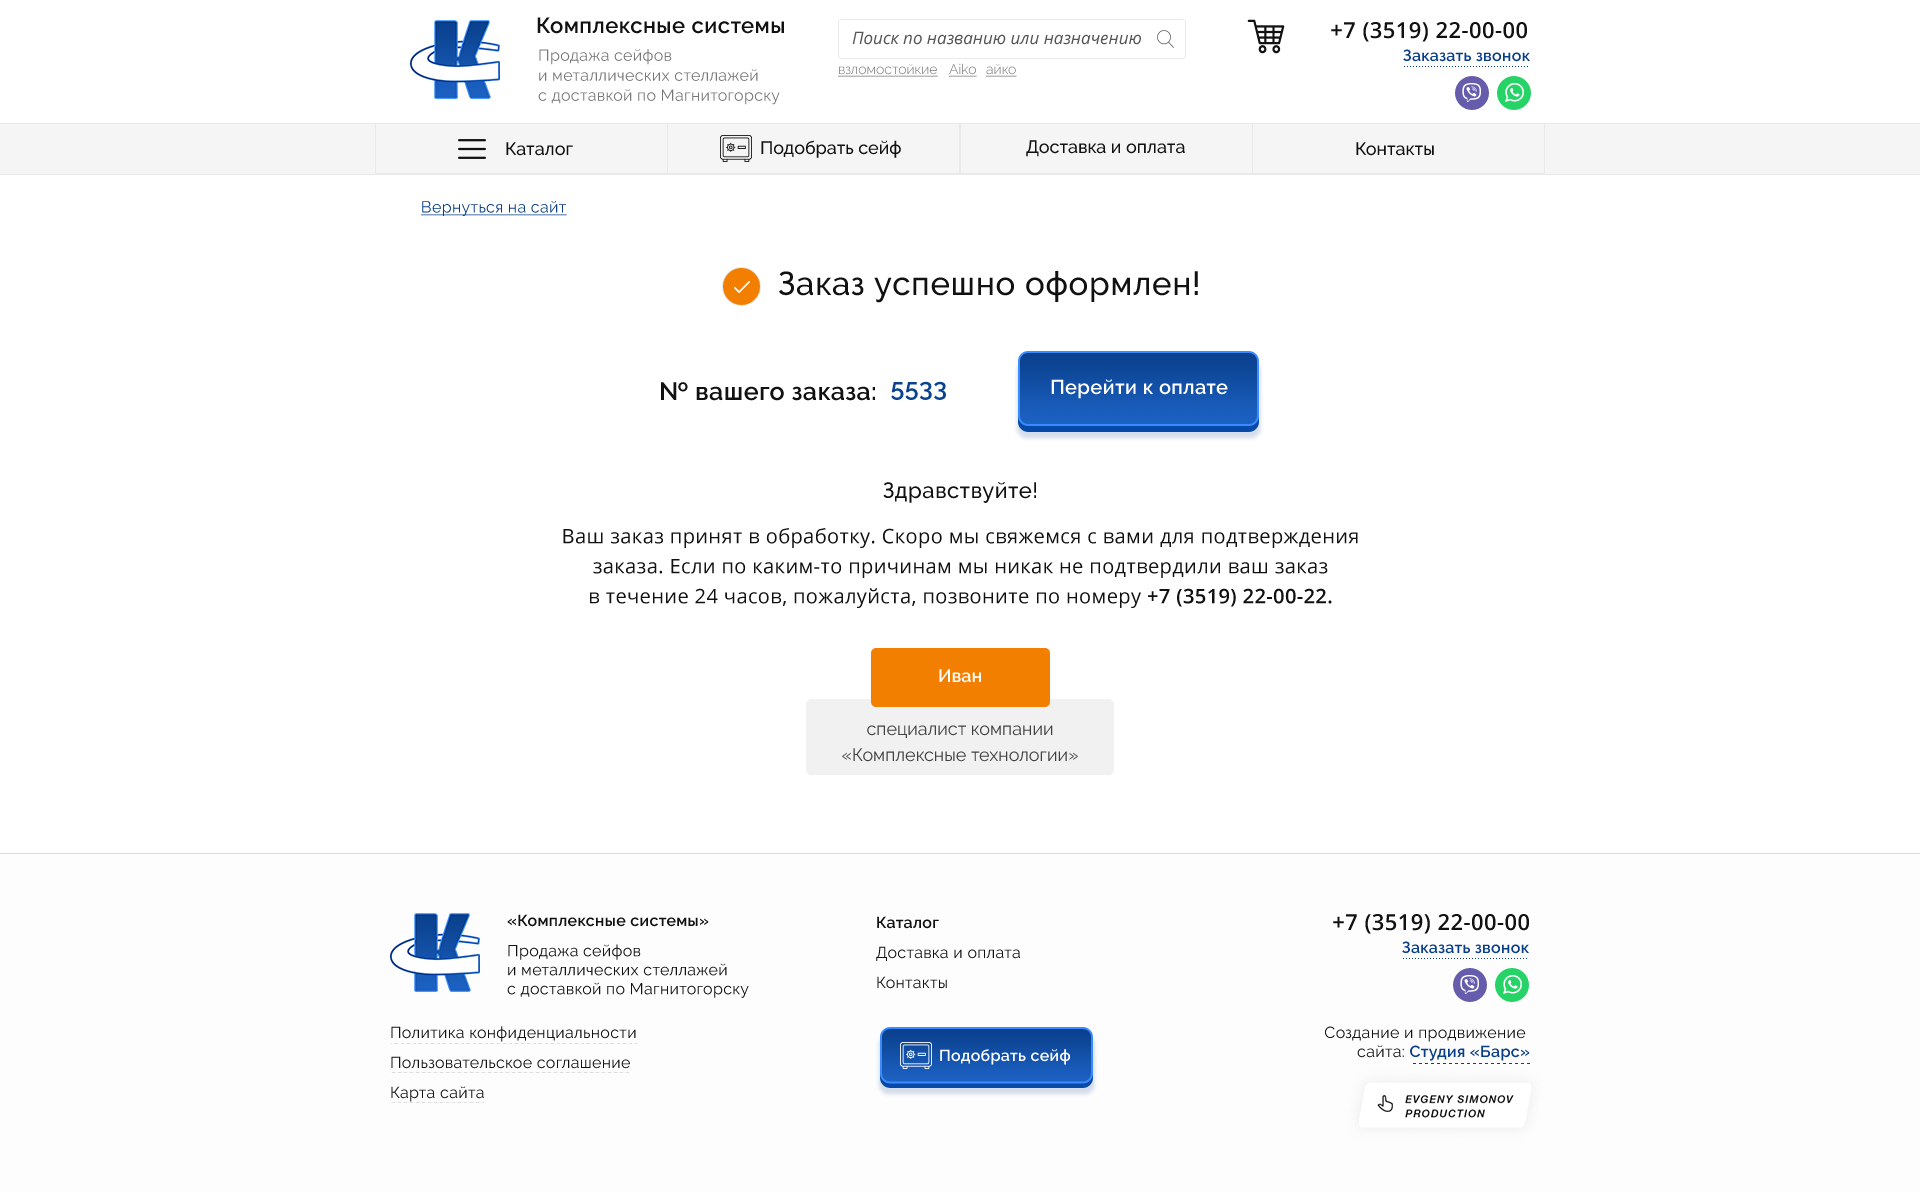 Комплексные системы
Продажа сейфов
и металлических стеллажей
с доставкой по Магнитогорску
Поиск по названию или назначению
взломостойкие Aiko айко
+7 (3519) 22-00-00
Заказать звонок
Каталог
Подобрать сейф
Доставка и оплата
Контакты
Вернуться на сайт
Заказ успешно оформлен!
№ вашего заказа: 5533
Перейти к оплате
Здравствуйте!
Ваш заказ принят в обработку. Скоро мы свяжемся с вами для подтверждения
заказа. Если по каким-то причинам мы никак не подтвердили ваш заказ
в течение 24 часов, пожалуйста, позвоните по номеру +7 (3519) 22-00-22.
Иван
специалист компании
«Комплексные технологии»
«Комплексные системы»
Продажа сейфов
и металлических стеллажей
с доставкой по Магнитогорску
Политика конфиденциальности
Пользовательское соглашение
Карта сайта
Каталог
Доставка и оплата
Контакты
Подобрать сейф
+7 (3519) 22-00-00
Заказать звонок
Создание и продвижение
сайта: Студия «Барс»
EVGENY SIMONOV
PRODUCTION